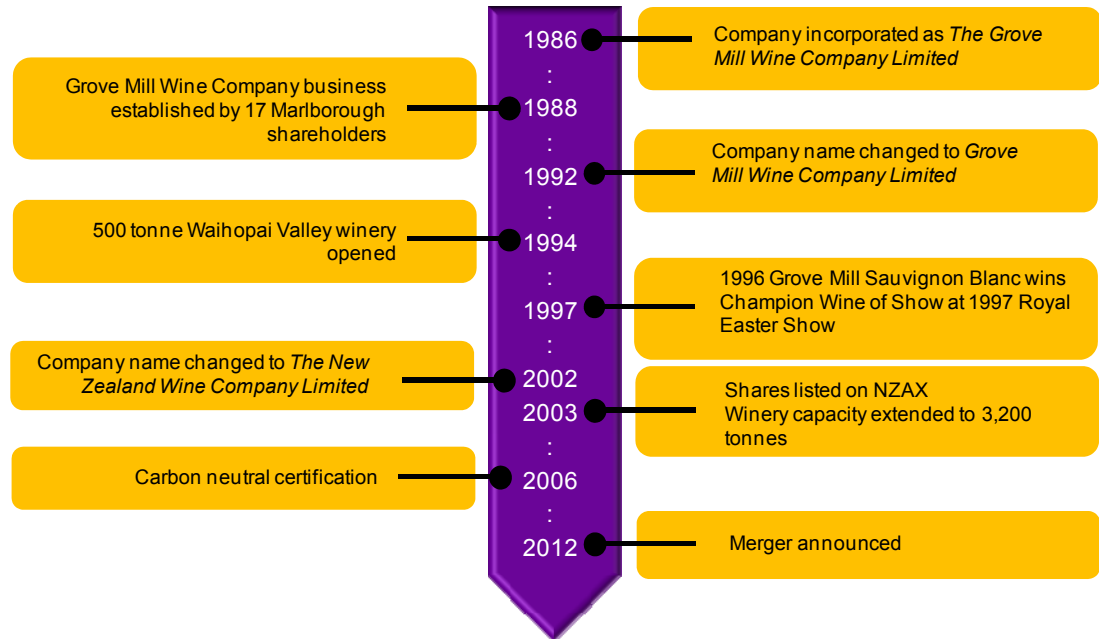 1986
Company incorporated as The Grove
Mill Wine Company Limited
Grove Mill Wine Company business
established by 17 Marlborough
shareholders
:
1988
:
Company name changed to Grove
Mill Wine Company Limited
1992
:
500 tonne Waihopai Valley winery
opened
1994
:
1996 Grove Mill Sauvignon Blanc wins
Champion Wine of Show at 1997 Royal
Easter Show
1997
:
Company name changed to The New
Zealand Wine Company Limited
2002
2003
Shares listed on NZAX
Winery capacity extended to 3,200
tonnes
:
Carbon neutral certification
2006
:
2012
Merger announced